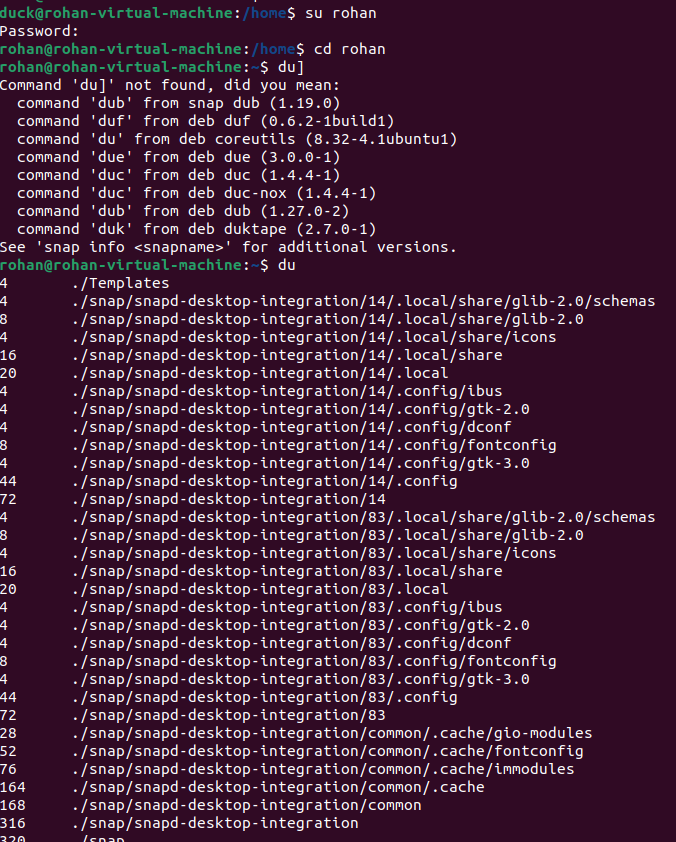 duck@rohan-virtual-machine:/home$ su rohan
Password:
rohan@rohan-virtual-machine:/home$ cd rohan
rohan@rohan-virtual-machine:~$ du]
Command 'du]' not found, did you mean:
  command 'dub' from snap dub (1.19.0)
  command 'duf' from deb duf (0.6.2-1build1)
  command 'du' from deb coreutils (8.32-4.1ubuntu1)
  command 'due' from deb due (3.0.0-1)
  command 'duc' from deb duc (1.4.4-1)
  command 'duc' from deb duc-nox (1.4.4-1)
  command 'dub' from deb dub (1.27.0-2)
  command 'duk' from deb duktape (2.7.0-1)
See 'snap info <snapname>' for additional versions.
rohan@rohan-virtual-machine:~$ du
4	./Templates
4	./snap/snapd-desktop-integration/14/.local/share/glib-2.0/schemas
8	./snap/snapd-desktop-integration/14/.local/share/glib-2.0
4	./snap/snapd-desktop-integration/14/.local/share/icons
16	./snap/snapd-desktop-integration/14/.local/share
20	./snap/snapd-desktop-integration/14/.local
4	./snap/snapd-desktop-integration/14/.config/ibus
4	./snap/snapd-desktop-integration/14/.config/gtk-2.0
4	./snap/snapd-desktop-integration/14/.config/dconf
8	./snap/snapd-desktop-integration/14/.config/fontconfig
4	./snap/snapd-desktop-integration/14/.config/gtk-3.0
44	./snap/snapd-desktop-integration/14/.config
72	./snap/snapd-desktop-integration/14
4	./snap/snapd-desktop-integration/83/.local/share/glib-2.0/schemas
8	./snap/snapd-desktop-integration/83/.local/share/glib-2.0
4	./snap/snapd-desktop-integration/83/.local/share/icons
16	./snap/snapd-desktop-integration/83/.local/share
20	./snap/snapd-desktop-integration/83/.local
4	./snap/snapd-desktop-integration/83/.config/ibus
4	./snap/snapd-desktop-integration/83/.config/gtk-2.0
4	./snap/snapd-desktop-integration/83/.config/dconf
8	./snap/snapd-desktop-integration/83/.config/fontconfig
4	./snap/snapd-desktop-integration/83/.config/gtk-3.0
44	./snap/snapd-desktop-integration/83/.config
72	./snap/snapd-desktop-integration/83
28	./snap/snapd-desktop-integration/common/.cache/gio-modules
52	./snap/snapd-desktop-integration/common/.cache/fontconfig
76	./snap/snapd-desktop-integration/common/.cache/immodules
164	./snap/snapd-desktop-integration/common/.cache
168	./snap/snapd-desktop-integration/common
316	./snap/snapd-desktop-integration
320	./snap